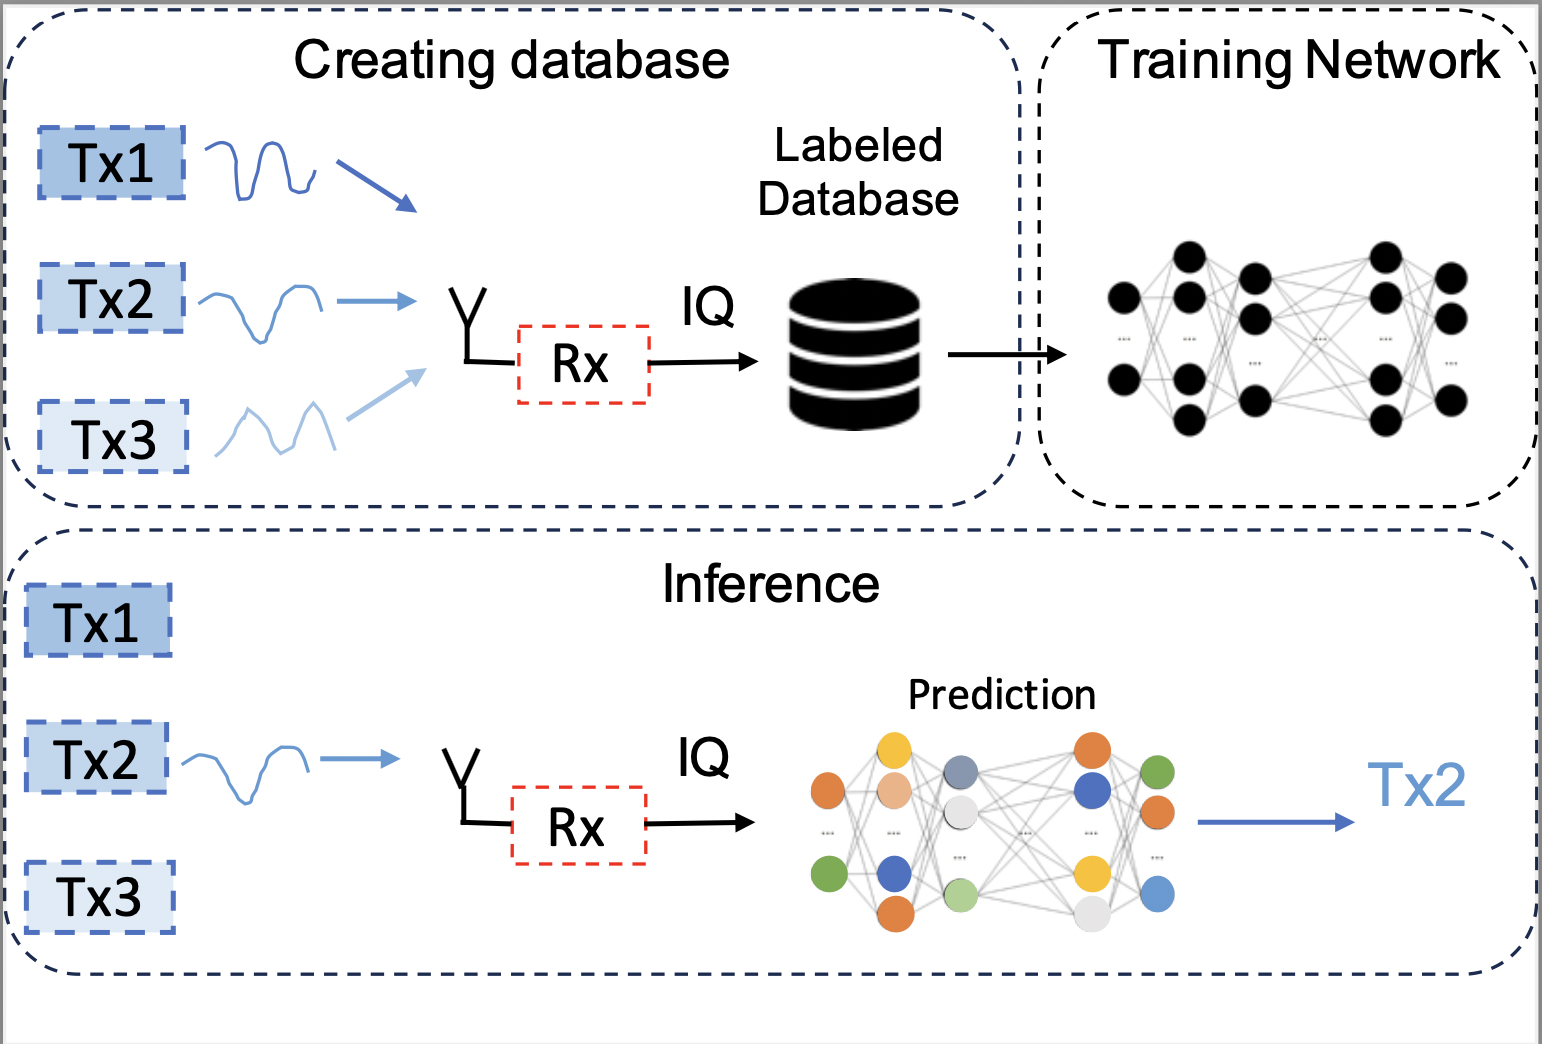 Creating database
Training Network
Tx1
Labeled
Database
Tx2
IQ
Rx
Tx3
Inference
Tx1
Prediction
Tx2
IQ
Tx2
Rx
Tx3